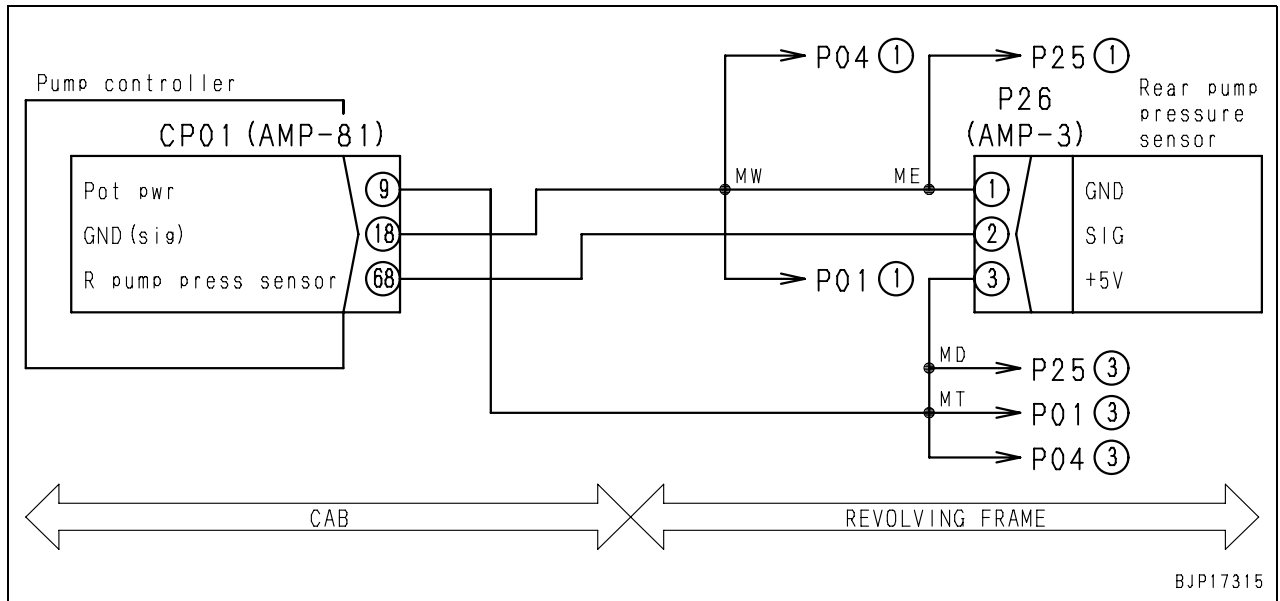 Pump controller
CP01 (AMP-81)
Pot pwr
9
GND (sig)
18
R pump press sensor
68
P04 1
P25 1
P26
(AMP-3)
Rear pump
pressure
sensor
MW
ME
1
GND
2
SIG
P01 1
3
+5V
MD
P25 3
MT
P01 3
P04 3
CAB
REVOLVING FRAME
BJP17315